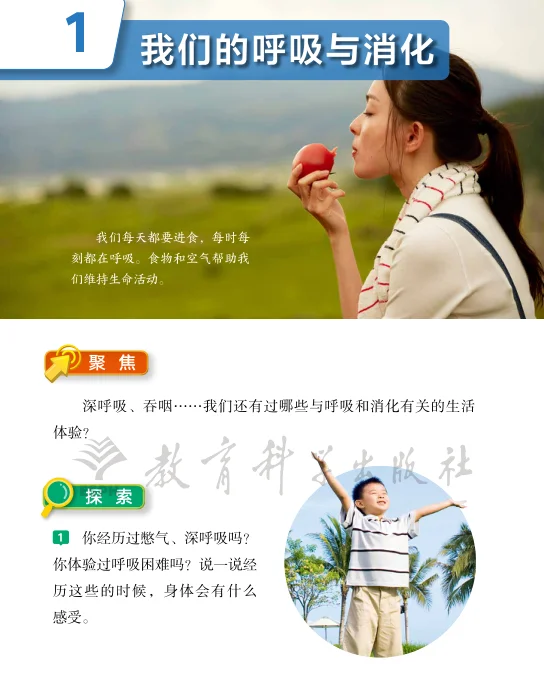 1
我们的呼吸与消化
我们每天都要进食，每时每
刻都在呼吸。食物和空气帮助我
们维持生命活动。
聚焦
深呼吸、吞咽……我们还有过哪些与呼吸和消化有关的生活
体验？
教育科学出版社
探索
1 你经历过憋气、深呼吸吗？
你体验过呼吸困难吗？说一说经
历这些的时候，身体会有什么
感受。